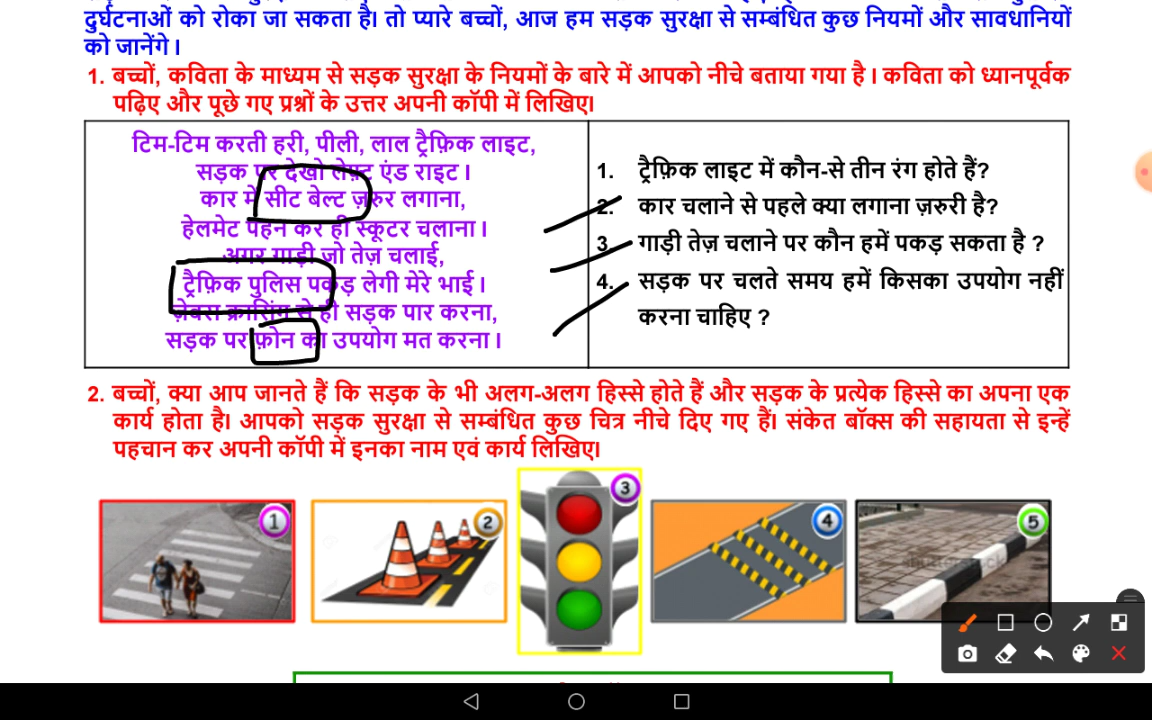 दुर्घटनाओं को रोका जा सकता है। तो प्यारे बच्चों, आज हम सड़क सुरक्षा से सम्बंधित कुछ नियमों और सावधानियों
को जानेंगे ।
1. बच्चों, कविता के माध्यम से सड़क सुरक्षा के नियमों के बारे में आपको नीचे बताया गया है । कविता को ध्यानपूर्वक
पढ़िए और पूछे गए प्रश्नों के उत्तर अपनी कॉपी में लिखिए।
टिम-टिम करती हरी, पीली, लाल ट्रैफ़िक लाइट,
सड़क पर देखो लेफ़्ट एंड राइट ।
कार में सीट बेल्ट ज़रुर लगाना,
हेलमेट पहन कर ही स्कूटर चलाना ।
अगर गाड़ी जो तेज़ चलाई,
ट्रैफ़िक पुलिस पकड़ लेगी मेरे भाई ।
ज़ेबरा क्रासिंग से ही सड़क पार करना,
सड़क पर फ़ोन का उपयोग मत करना ।
1. ट्रैफ़िक लाइट में कौन-से तीन रंग होते हैं?
2. कार चलाने से पहले क्या लगाना ज़रुरी है?
3. गाड़ी तेज़ चलाने पर कौन हमें पकड़ सकता है ?
4. सड़क पर चलते समय हमें किसका उपयोग नहीं
करना चाहिए ?
2. बच्चों, क्या आप जानते हैं कि सड़क के भी अलग-अलग हिस्से होते हैं और सड़क के प्रत्येक हिस्से का अपना एक
कार्य होता है। आपको सड़क सुरक्षा से सम्बंधित कुछ चित्र नीचे दिए गए हैं। संकेत बॉक्स की सहायता से इन्हें
पहचान कर अपनी कॉपी में इनका नाम एवं कार्य लिखिए।
1
2
3
4
5